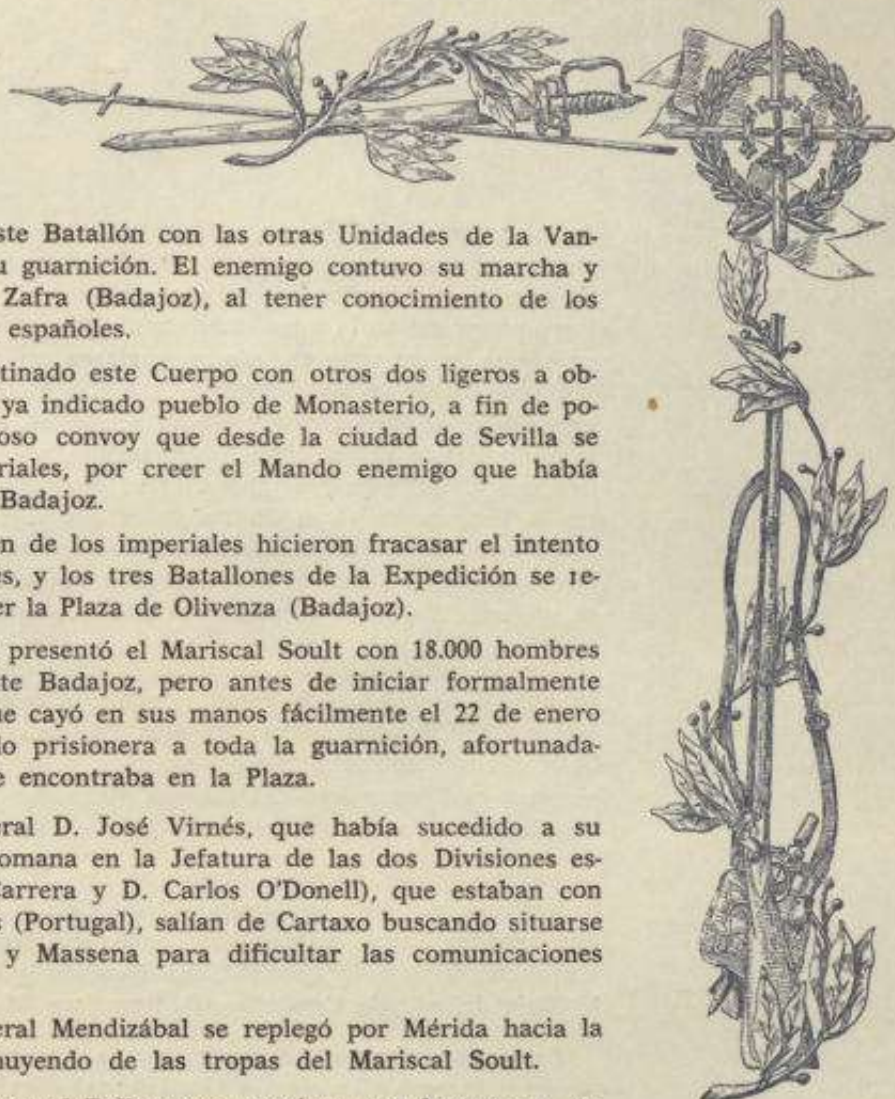 ste Batallón con las otras Unidades de la Van-
u guarnición. El enemigo contuvo su marcha y
Zafra (Badajoz), al tener conocimiento de los
españoles.
tinado este Cuerpo con otros dos ligeros a ob-
ya indicado pueblo de Monasterio, a fin de po-
oso convoy que desde la ciudad de Sevilla se
riales, por creer el Mando enemigo que había
Badajoz.
n de los imperiales hicieron fracasar el intento
es, y los tres Batallones de la Expedición se re-
er la Plaza de Olivenza (Badajoz).
presentó el Mariscal Soult con 18.000 hombres
te Badajoz, pero antes de iniciar formalmente
ue cayó en sus manos fácilmente el 22 de enero
do prisionera a toda la guarnición, afortunada-
e encontraba en la Plaza.
eral D. José Virnés, que había sucedido a su
omana en la Jefatura de las dos Divisiones es-
Carrera y D. Carlos O'Donell), que estaban con
s (Portugal), salían de Cartaxo buscando situarse
y Massena para dificultar las comunicaciones
eral Mendizábal se replegó por Mérida hacia la
huyendo de las tropas del Mariscal Soult.